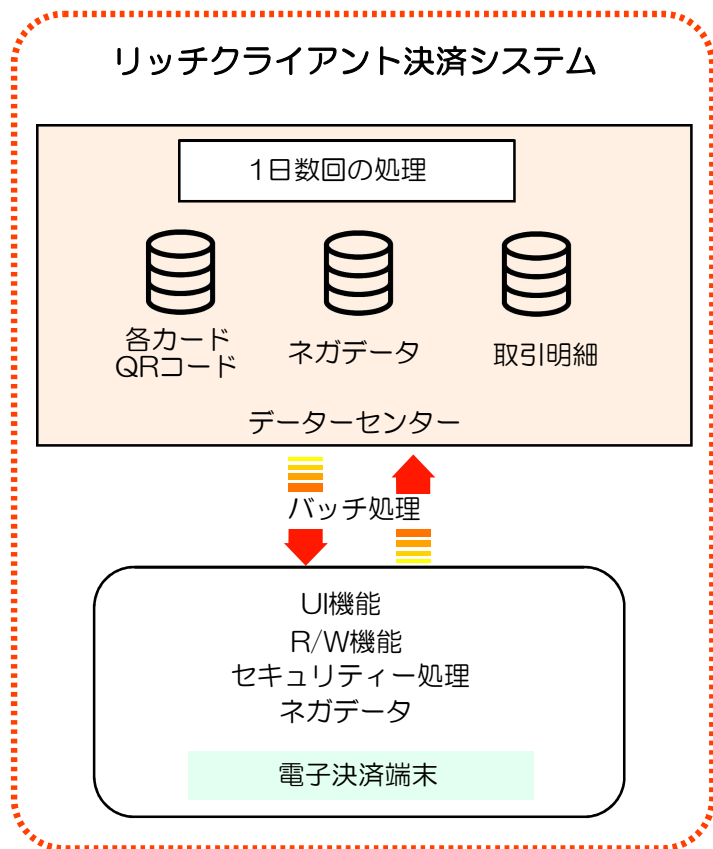 リッチクライアント決済システム
1日数回の処理
各カード
QRコード
ネガデータ
取引明細
データーセンター
バッチ処理
UI機能
R/W機能
セキュリティー処理
ネガデータ
電子決済端末